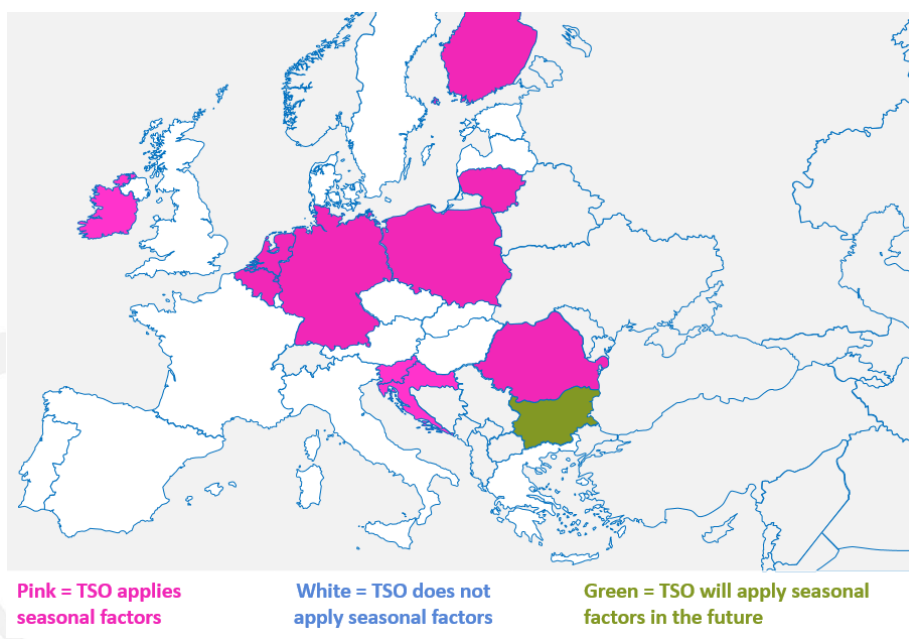 Pink = TSO applies
seasonal factors
White = TSO does not
apply seasonal factors
Green = TSO will apply seasonal
factors in the future